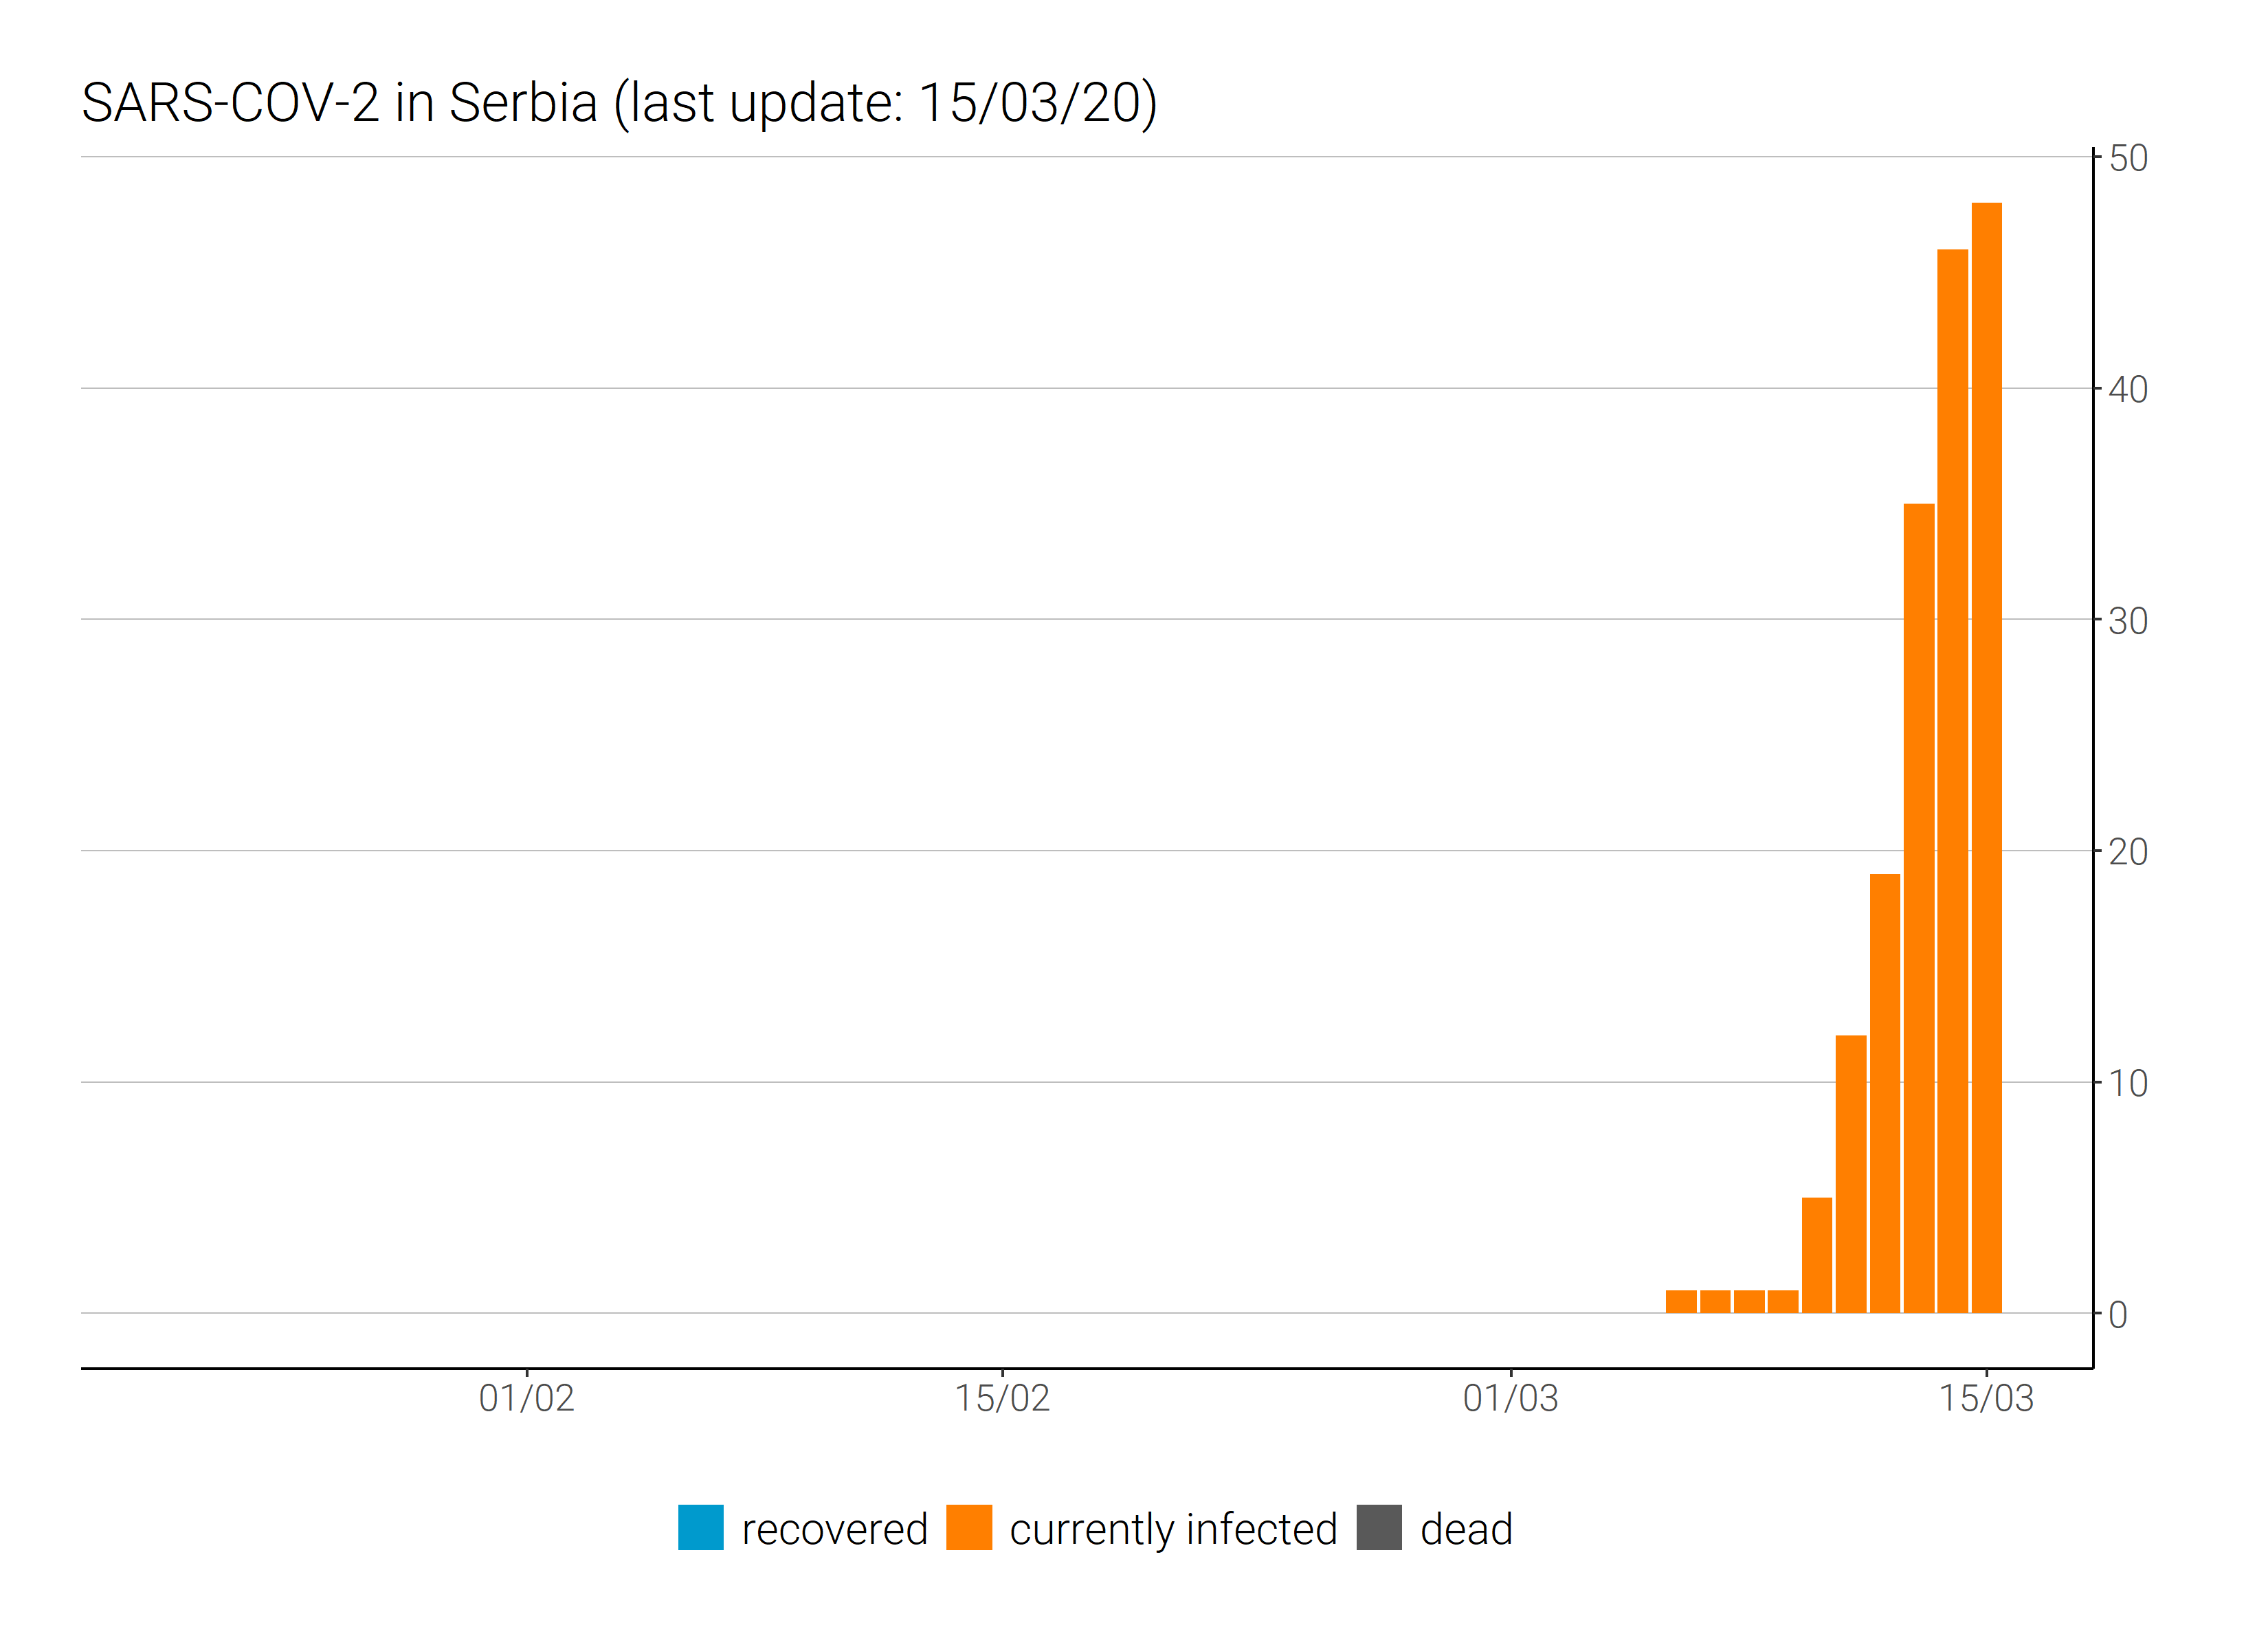 SARS-COV-2 in Serbia (last update: 15/03/20)
50
40
30
20
10
0
01/02 15/02 01/03 15/03
recovered currently infected dead